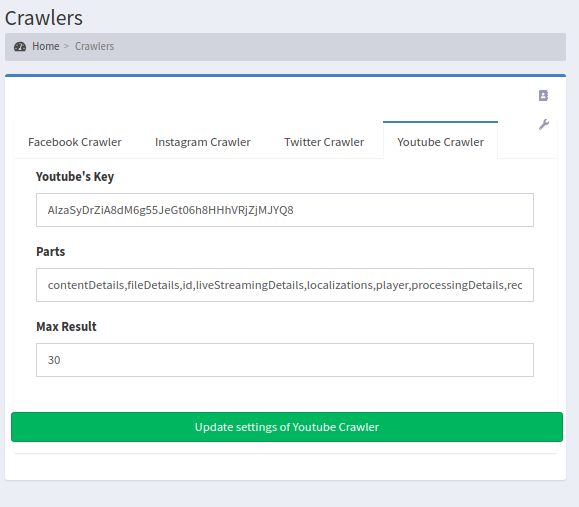 Crawlers
Home > Crawlers
Facebook Crawler Instagram Crawler Twitter Crawler Youtube Crawler
Youtube's Key
AIzaSyDrZiA8dM6g55JeGt06h8HHhVRjZjMJYQ8
Parts
contentDetails,fileDetails,id,liveStreamingDetails,localizations,player,processingDetails,rec
Max Result
30
Update settings of Youtube Crawler